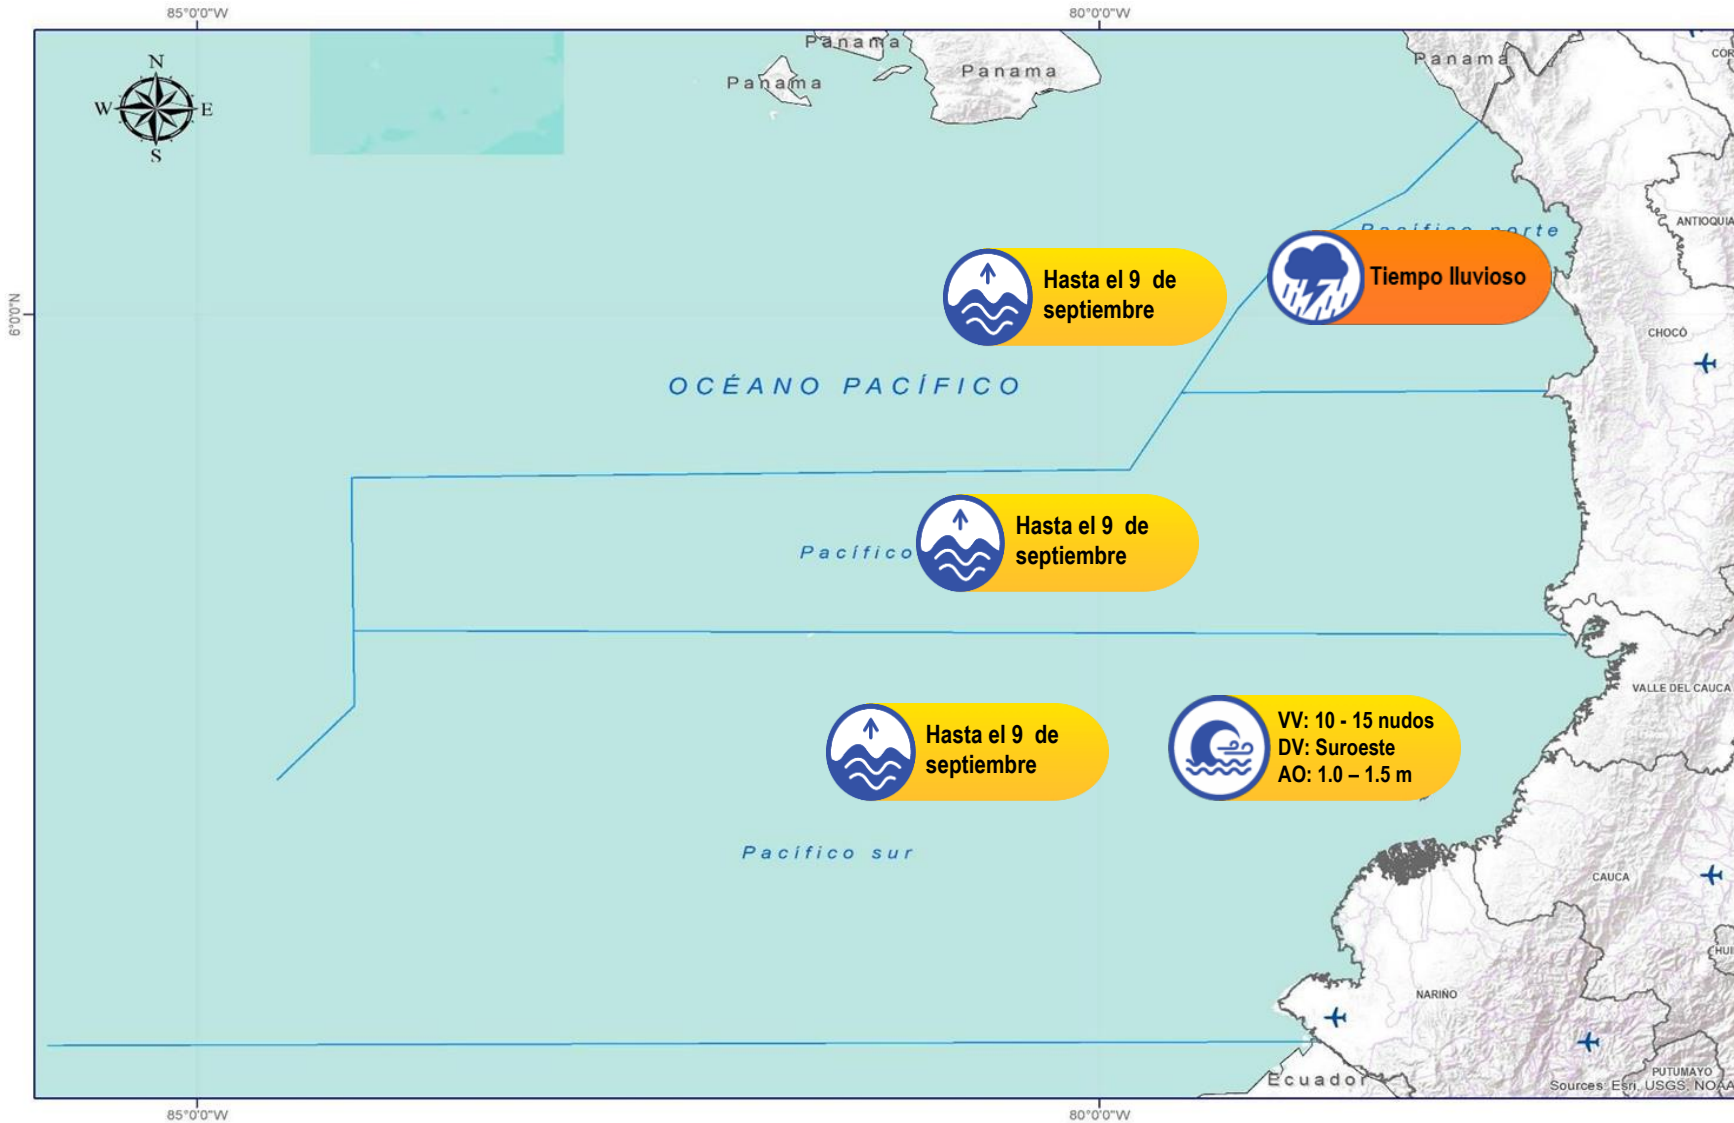 85°0'0"W
80°0'0"W
N
W
E
S
Panama
Panama
Panama
Panama
ANTIOQUIA
Pacífico norte
Hasta el 9 de
septiembre
Tiempo lluvioso
6°0'0"N
CHOCÓ
OCÉANO PACÍFICO
Hasta el 9 de
septiembre
Pacífico
VALLE DEL CAUCA
Hasta el 9 de
septiembre
VV: 10 - 15 nudos
DV: Suroeste
AO: 1.0 – 1.5 m
Pacífico sur
CAUCA
HUI
NARIÑO
PUTUMAYO
Ecuador
Sources: Esri, USGS, NOAA
85°0'0"W
80°0'0"W